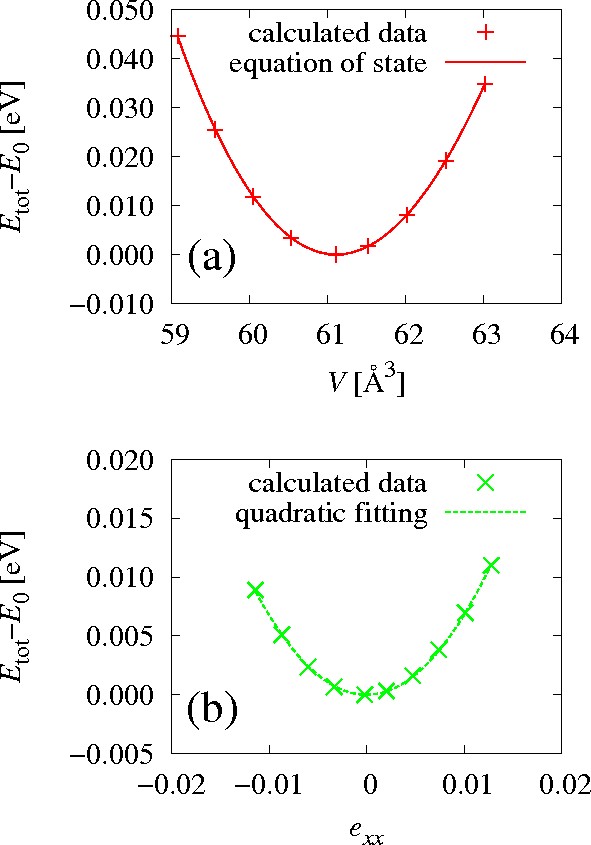 0.050
calculated data
0.040
equation of state
0.030
E_tot−E_0 [eV]
0.020
0.010
0.000
(a)
−0.010
59 60 61 62 63 64
V [Å^3]
0.020
calculated data
0.015
quadratic fitting
0.010
E_tot−E_0 [eV]
0.005
0.000
(b)
−0.005
−0.02 −0.01 0 0.01 0.02
e_xx